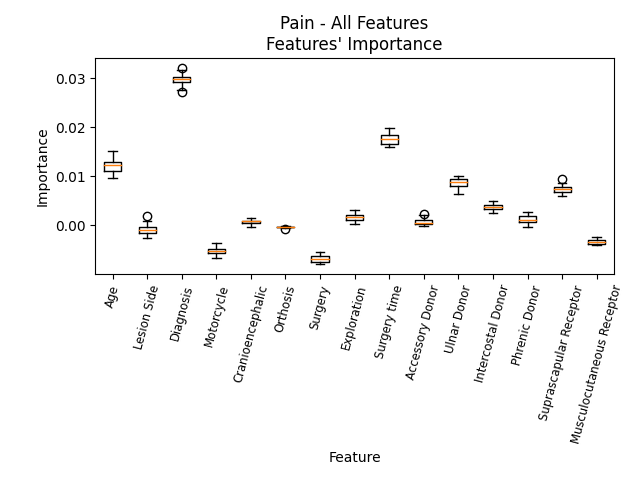 Pain - All Features
Features' Importance
Importance
0.03
0.02
0.01
0.00
Age
Lesion Side
Diagnosis
Motorcycle
Cranioencephalic
Orthosis
Surgery
Exploration
Surgery time
Accessory Donor
Ulnar Donor
Intercostal Donor
Phrenic Donor
Suprascapular Receptor
Musculocutaneous Receptor
Feature